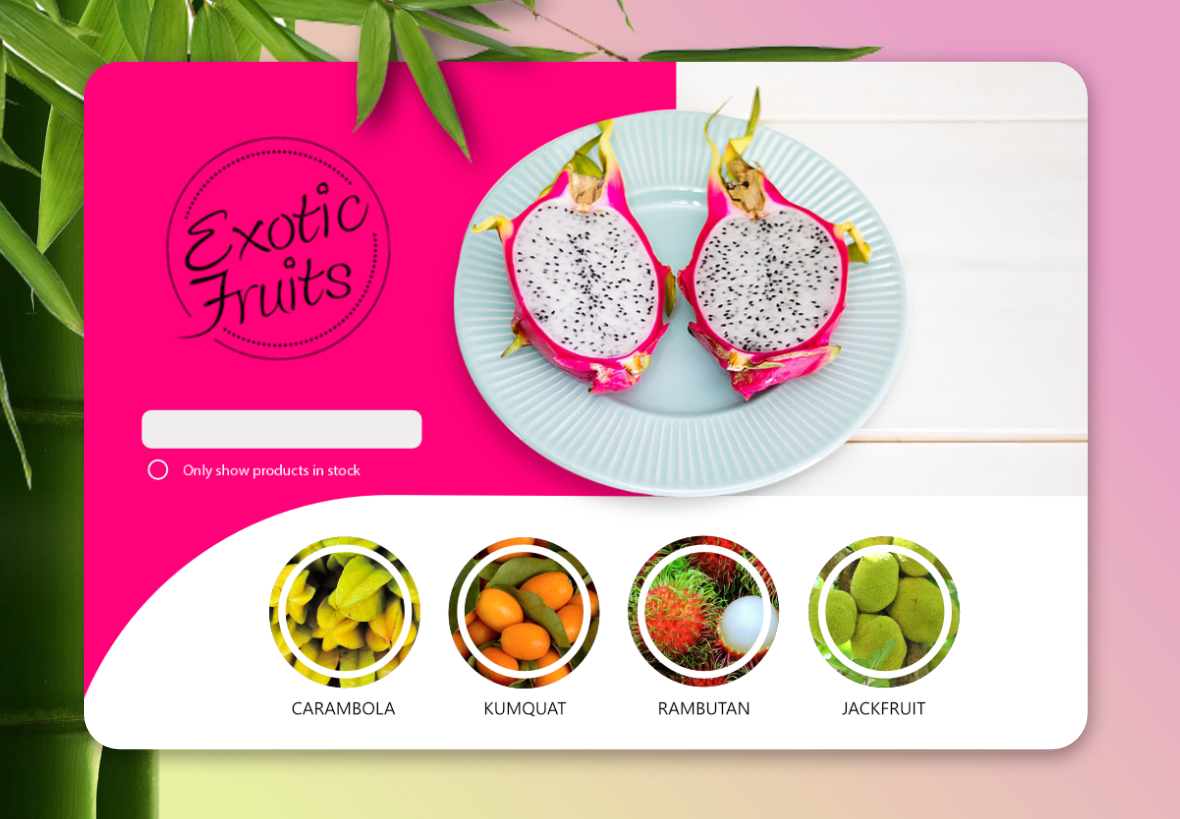 Exotic
Fruits
Only show products in stock
CARAMBOLA
KUMQUAT
RAMBUTAN
JACKFRUIT